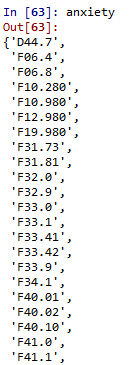 In [63]: anxiety
Out[63]:
{'D44.7',
'F06.4',
'F06.8',
'F10.280',
'F10.980',
'F12.980',
'F19.980',
'F31.73',
'F31.81',
'F32.0',
'F32.9',
'F33.0',
'F33.1',
'F33.41',
'F33.42',
'F33.9',
'F34.1',
'F40.01',
'F40.02',
'F40.10',
'F41.0',
'F41.1',